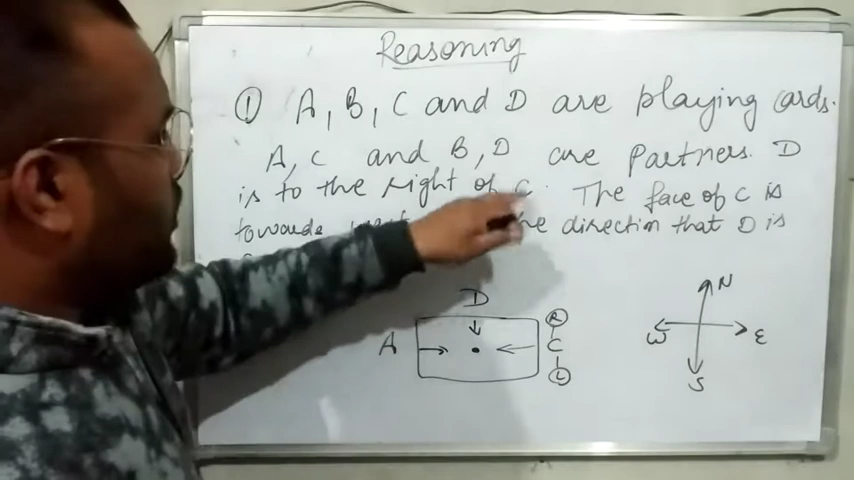 Reasoning
① A, B, C and D are playing cards.
A, C and B, D are Partners. D
is to the right of C. The face of C is
towards direction that D is
D
R
A
C
L
N
W
E
S